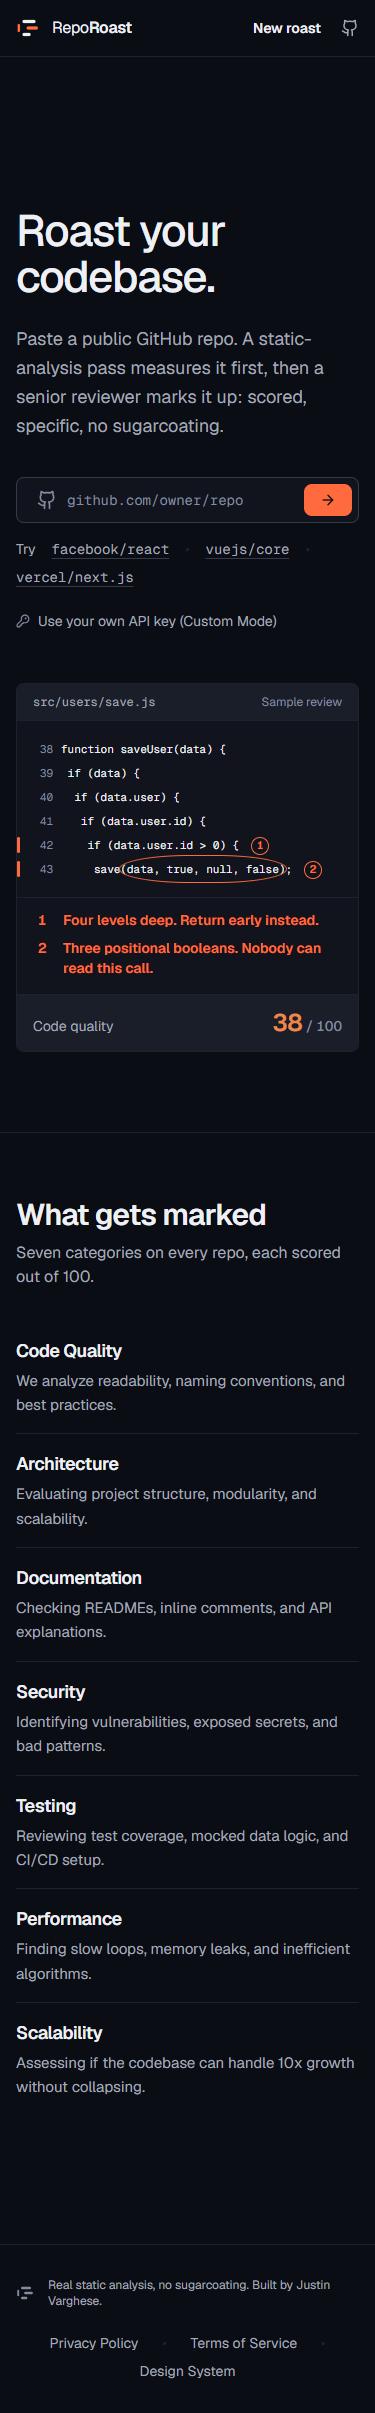 RepoRoast
New roast
Roast your
codebase.
Paste a public GitHub repo. A static-
analysis pass measures it first, then a
senior reviewer marks it up: scored,
specific, no sugarcoating.
github.com/owner/repo
Try facebook/react · vuejs/core ·
vercel/next.js
Use your own API key (Custom Mode)
src/users/save.js Sample review
38 function saveUser(data) {
39 if (data) {
40 if (data.user) {
41 if (data.user.id) {
42 if (data.user.id > 0) { 1
43 save(data, true, null, false); 2
1 Four levels deep. Return early instead.
2 Three positional booleans. Nobody can
read this call.
Code quality 38 / 100
What gets marked
Seven categories on every repo, each scored
out of 100.
Code Quality
We analyze readability, naming conventions, and
best practices.
Architecture
Evaluating project structure, modularity, and
scalability.
Documentation
Checking READMEs, inline comments, and API
explanations.
Security
Identifying vulnerabilities, exposed secrets, and
bad patterns.
Testing
Reviewing test coverage, mocked data logic, and
CI/CD setup.
Performance
Finding slow loops, memory leaks, and inefficient
algorithms.
Scalability
Assessing if the codebase can handle 10x growth
without collapsing.
Real static analysis, no sugarcoating. Built by Justin
Varghese.
Privacy Policy · Terms of Service ·
Design System